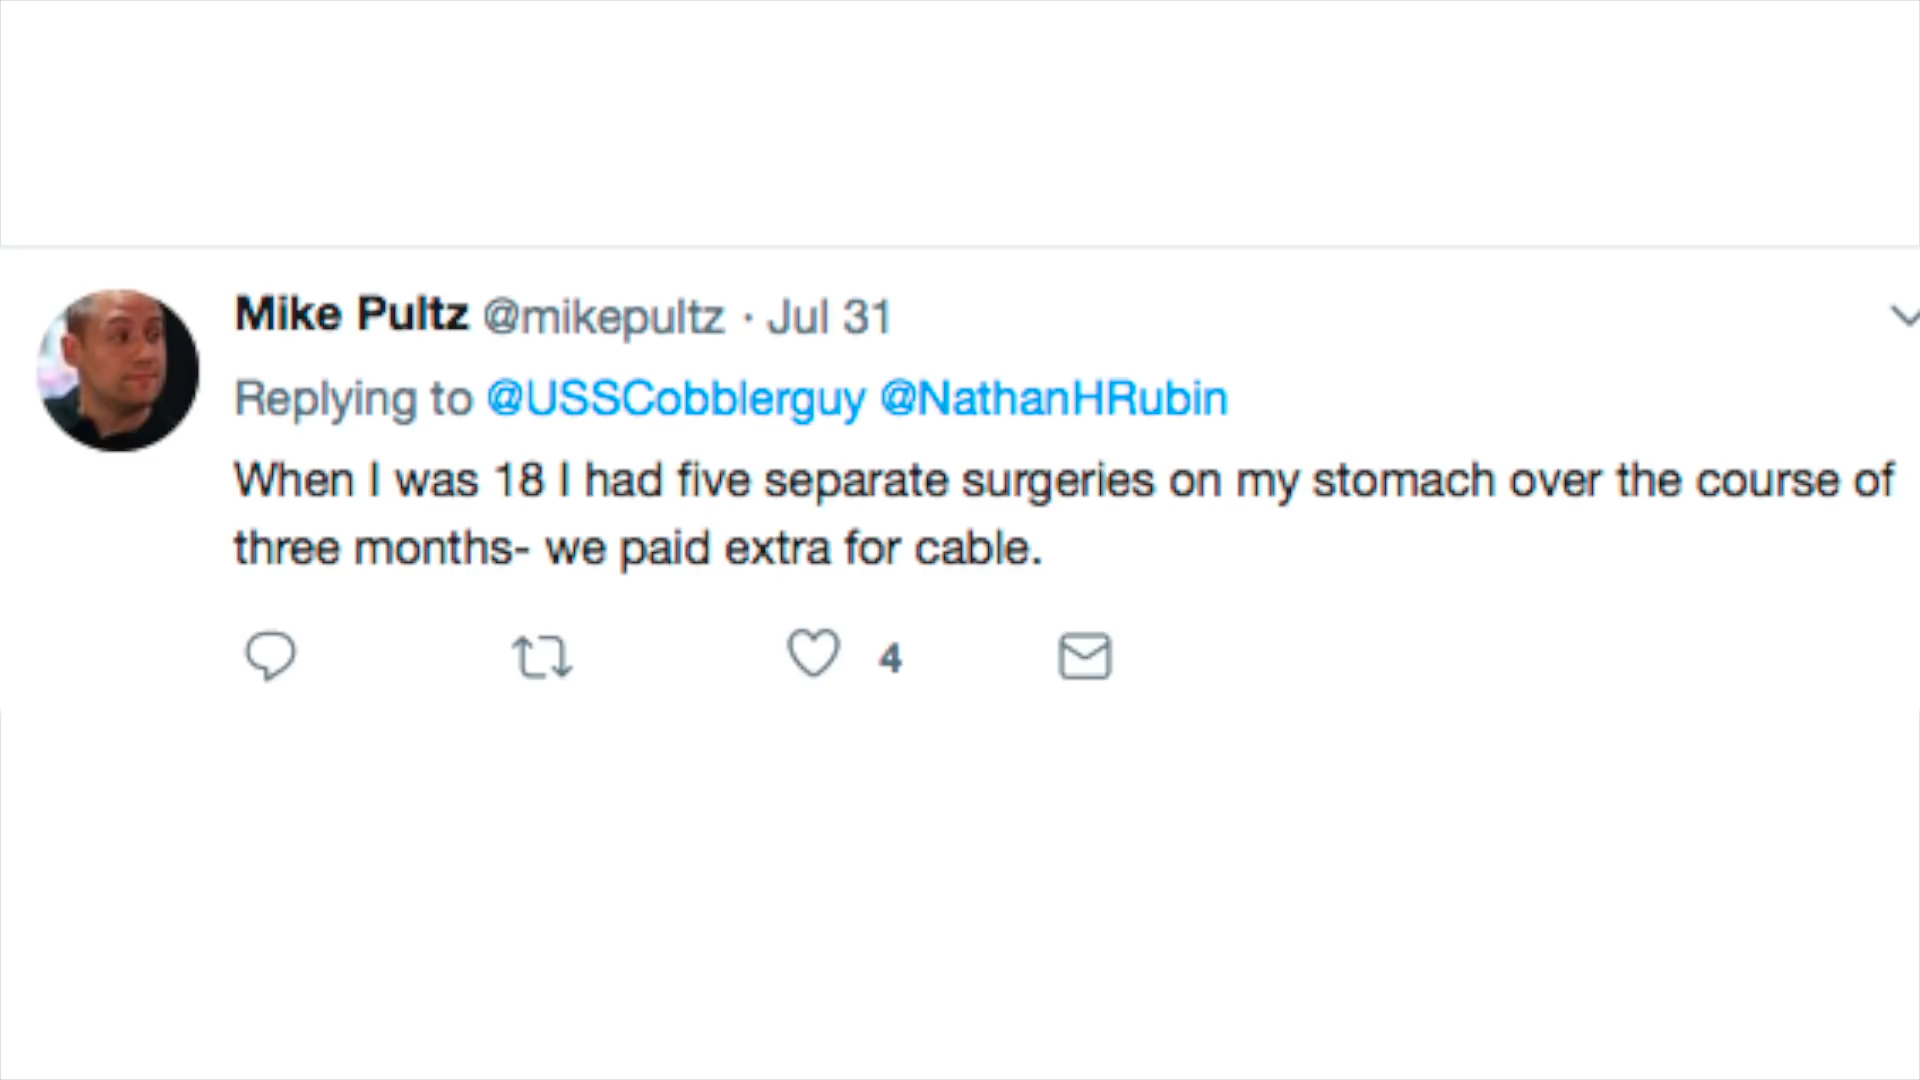 Mike Pultz @mikepultz · Jul 31
Replying to @USSCobblerguy @NathanHRubin
When I was 18 I had five separate surgeries on my stomach over the course of
three months- we paid extra for cable.
4